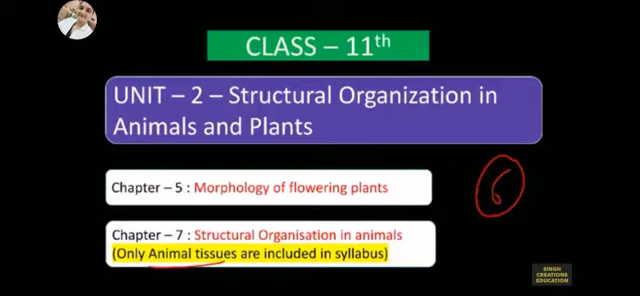 CLASS – 11th
UNIT – 2 – Structural Organization in
Animals and Plants
Chapter – 5 : Morphology of flowering plants
6
Chapter – 7 : Structural Organisation in animals
(Only Animal tissues are included in syllabus)
SINGH
CREATIONS
EDUCATION